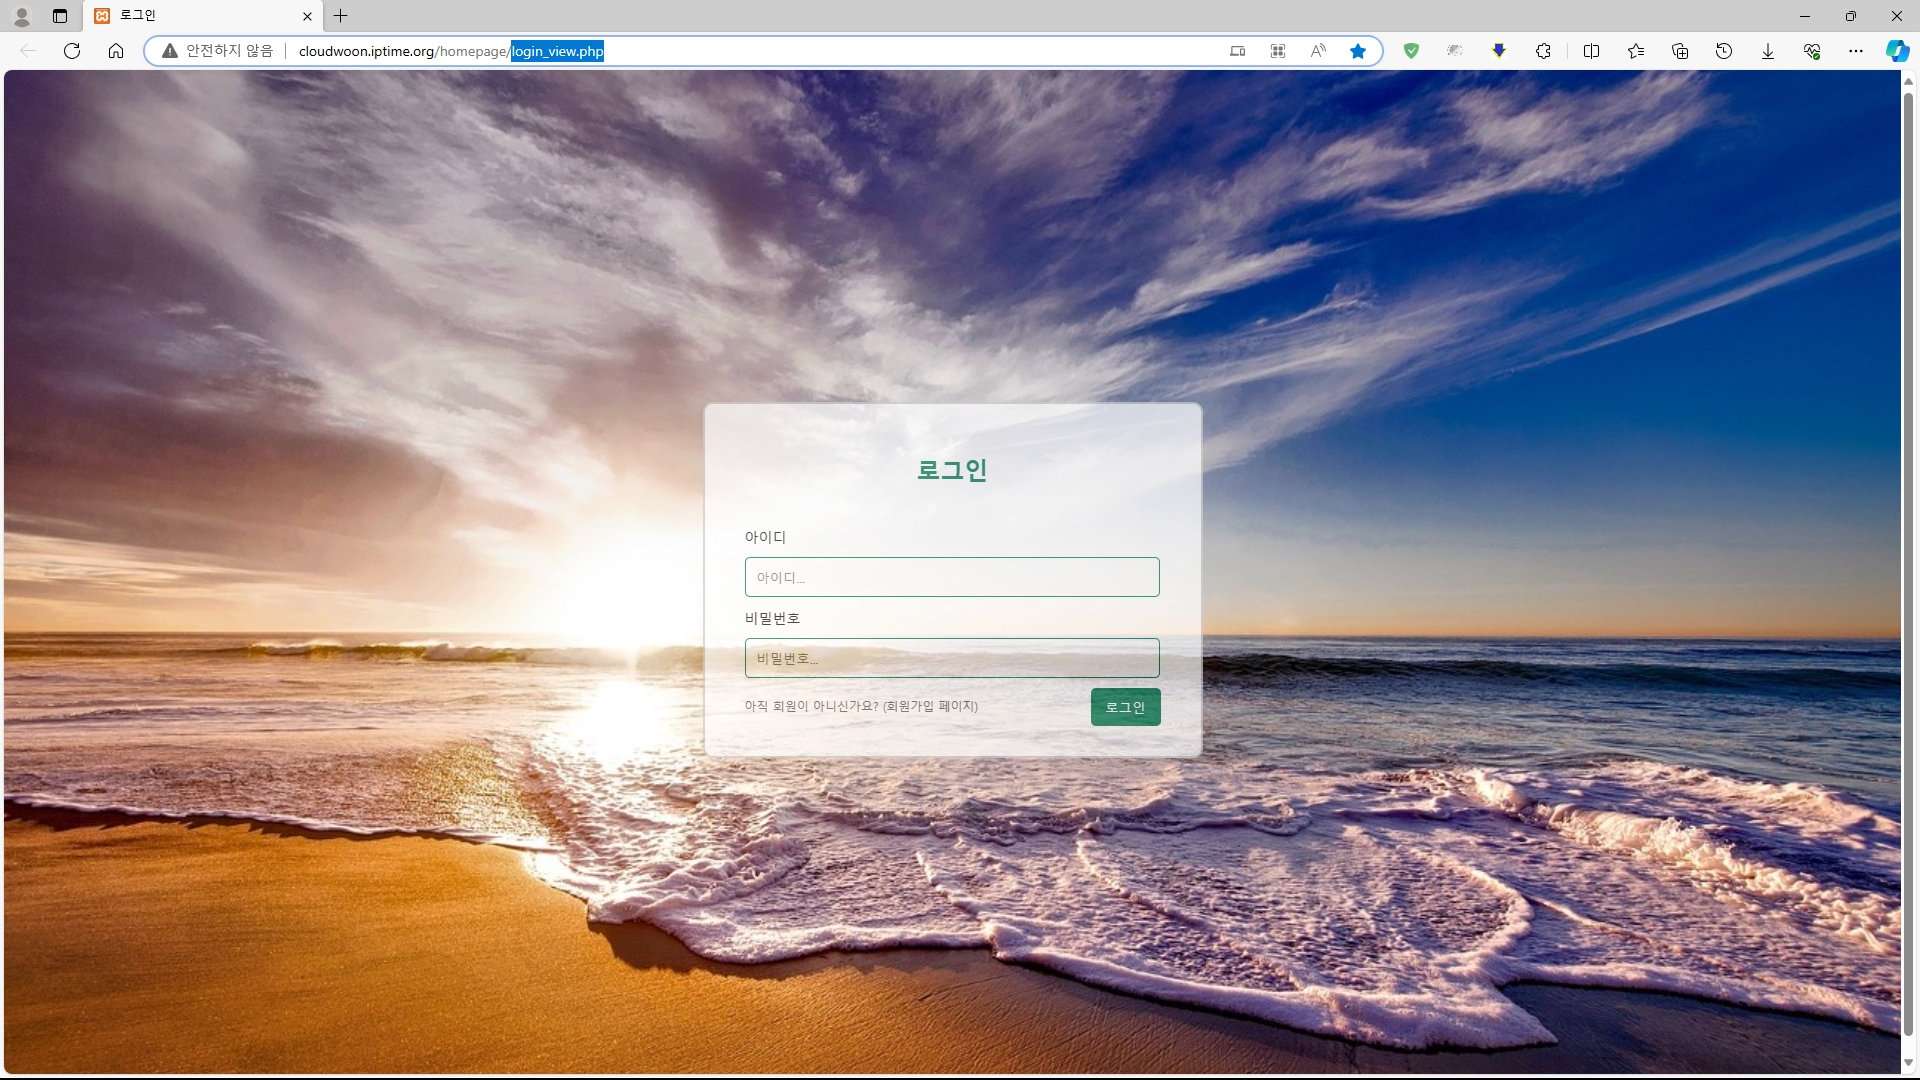 로그인
안전하지 않음 cloudwoon.iptime.org/homepage/login_view.php
로그인
아이디
아이디...
비밀번호
비밀번호...
아직 회원이 아니신가요? (회원가입 페이지)
로그인